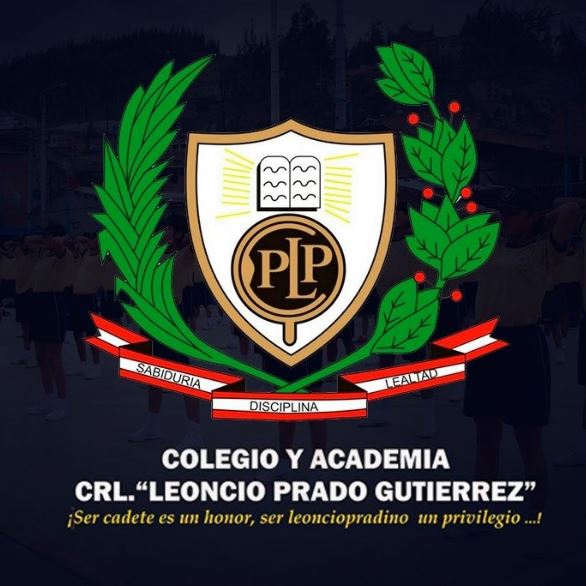 PLP
SABIDURIA
DISCIPLINA
LEALTAD
COLEGIO Y ACADEMIA
CRL.“LEONCIO PRADO GUTIERREZ”
¡Ser cadete es un honor, ser leonciopradino un privilegio ...!